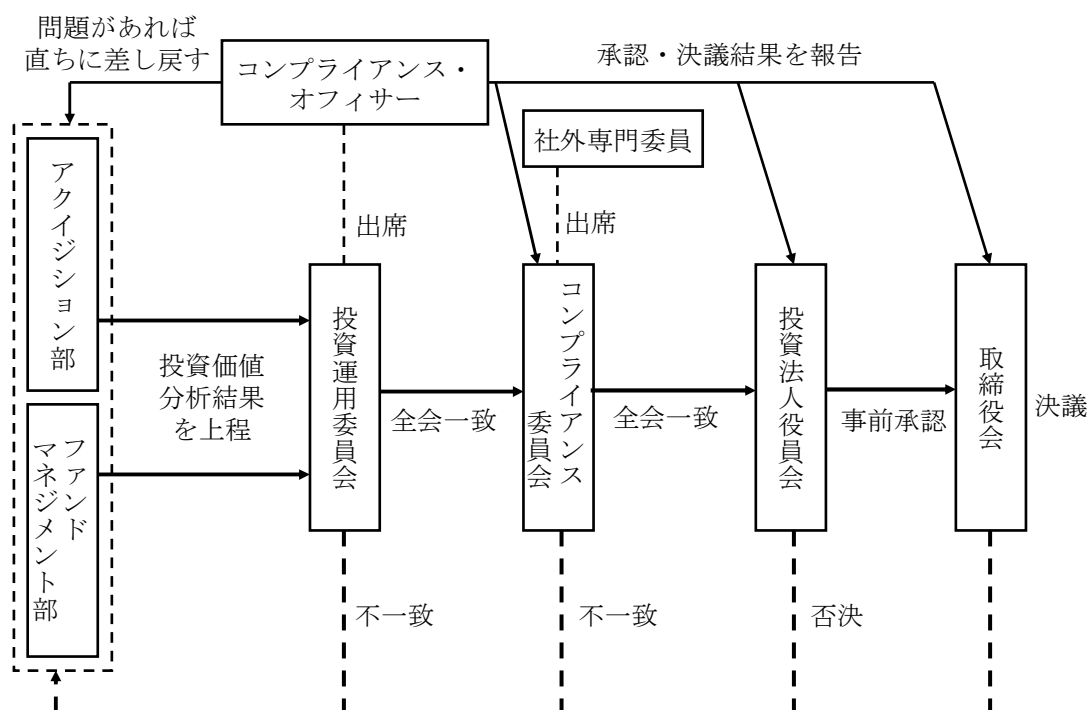 問題があれば
直ちに差し戻す
コンプライアンス・
オフィサー
承認・決議結果を報告
社外専門委員
出席
出席
アクイジション部
ファンド
マネジメント部
投資価値
分析結果
を上程
投資運用委員会
全会一致
コンプライアンス
委員会
全会一致
投資法人役員会
事前承認
取締役会
決議
不一致
不一致
否決